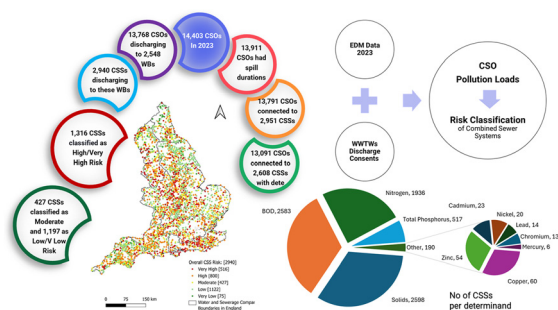 13,768 CSOs
discharging
to 2,548
WBs
14,403 CSOs
In 2023
13,911
CSOs had
spill
durations
2,940 CSSs
discharging
to these WBs
13,791 CSOs
connected to
2,951 CSSs
1,316 CSSs
classified as
High/Very
High Risk
13,091 CSOs
connected to
2,608 CSSs
with dete
427 CSSs
classified as
Moderate
and 1,197 as
Low/V Low
Risk
Overall CSS Risk: [2940]
Very High [516]
High [800]
Moderate [427]
Low [1122]
Very Low [75]
Water and Sewerage Compa
Boundaries in England
0 75 150 km
EDM Data
2023
WWTWs
Discharge
Consents
CSO
Pollution Loads
Risk Classification
of Combined Sewer
Systems
Nitrogen, 1936
BOD, 2583
Total Phosphorus, 517
Other, 190
Solids, 2598
Cadmium, 23
Nickel, 20
Lead, 14
Chromium, 13
Mercury, 6
Zinc, 54
Copper, 60
No of CSSs
per determinand